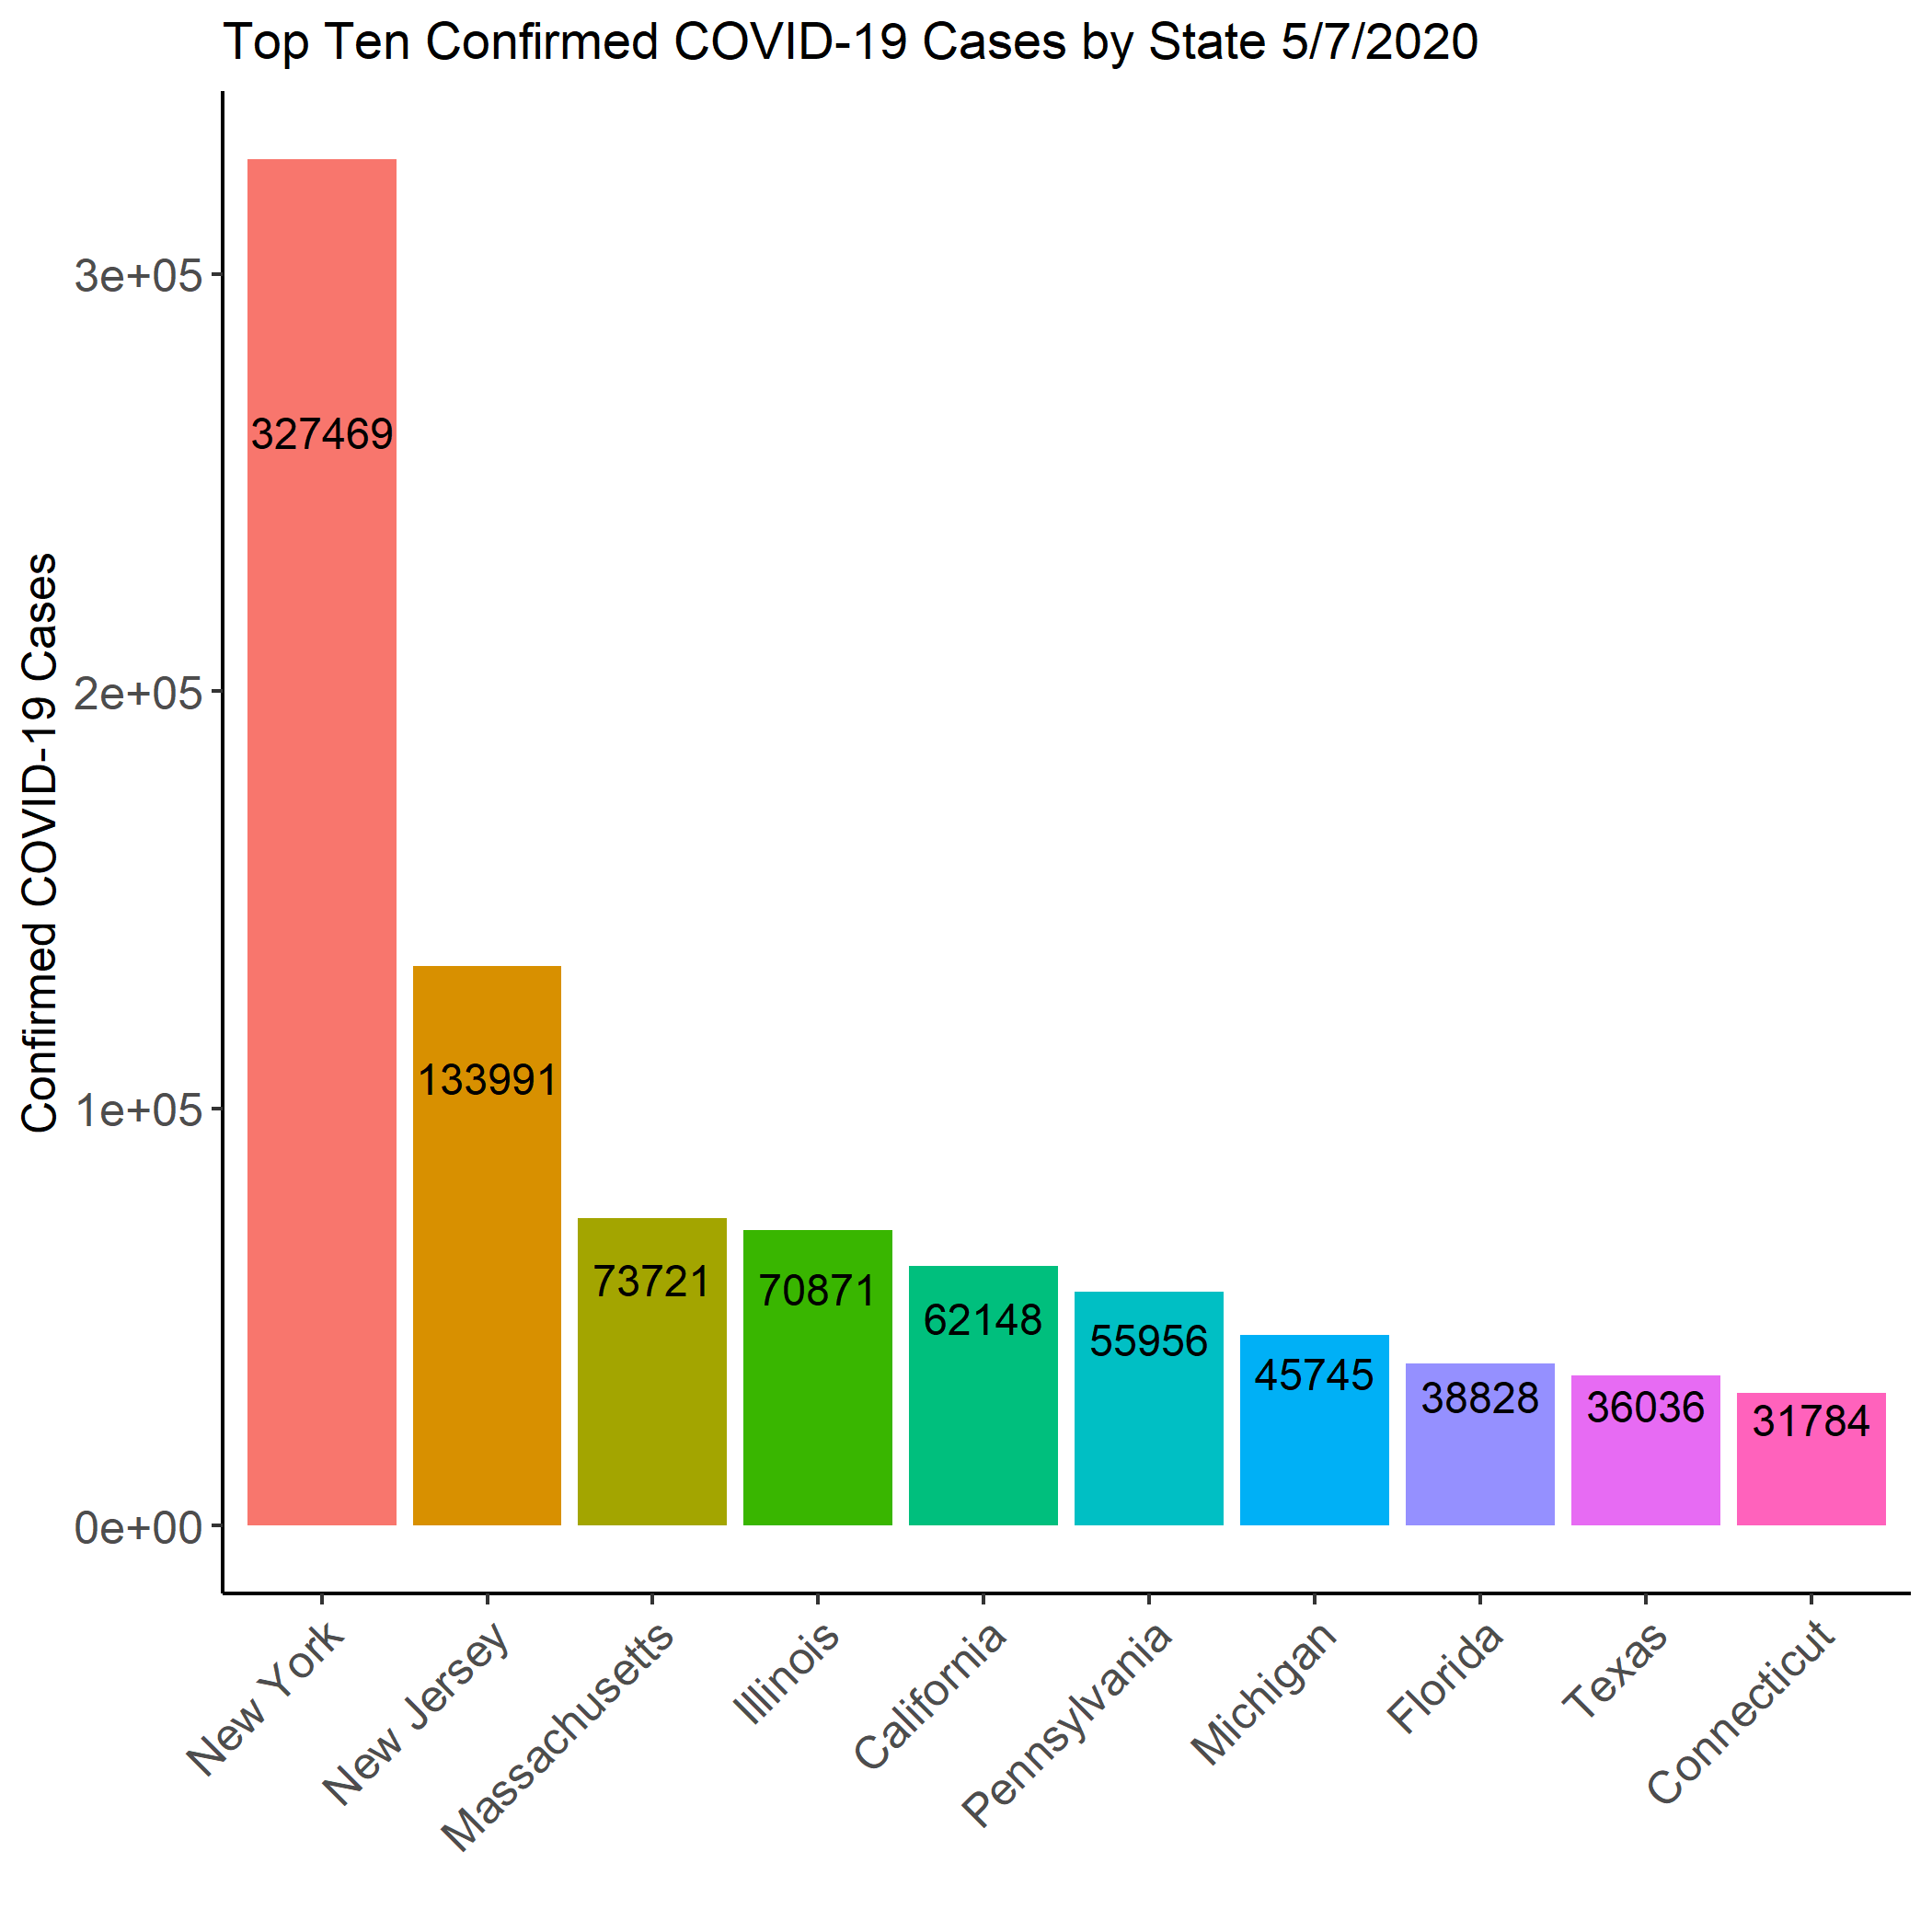 Top Ten Confirmed COVID-19 Cases by State 5/7/2020
Confirmed COVID-19 Cases
3e+05
2e+05
1e+05
0e+00
327469
133991
73721
70871
62148
55956
45745
38828
36036
31784
New York
New Jersey
Massachusetts
Illinois
California
Pennsylvania
Michigan
Florida
Texas
Connecticut